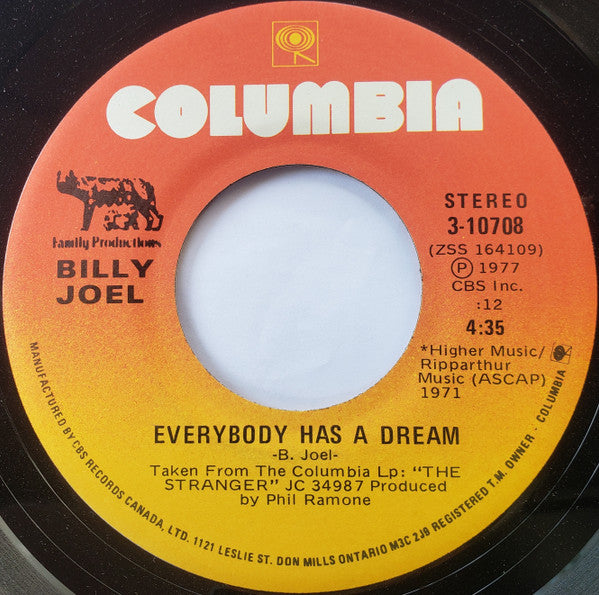 COLUMBIA
Family Productions
BILLY
JOEL
STEREO
3-10708
(ZSS 164109)
Ⓟ 1977
CBS Inc.
:12
4:35
*Higher Music/
Ripparthur
Music (ASCAP)
1971
EVERYBODY HAS A DREAM
-B. Joel-
Taken From The Columbia Lp: "THE
STRANGER" JC 34987 Produced
by Phil Ramone
MANUFACTURED BY CBS RECORDS CANADA, LTD. 1121 LESLIE ST. DON MILLS ONTARIO M3C 2J9 REGISTERED T.M. OWNER · COLUMBIA